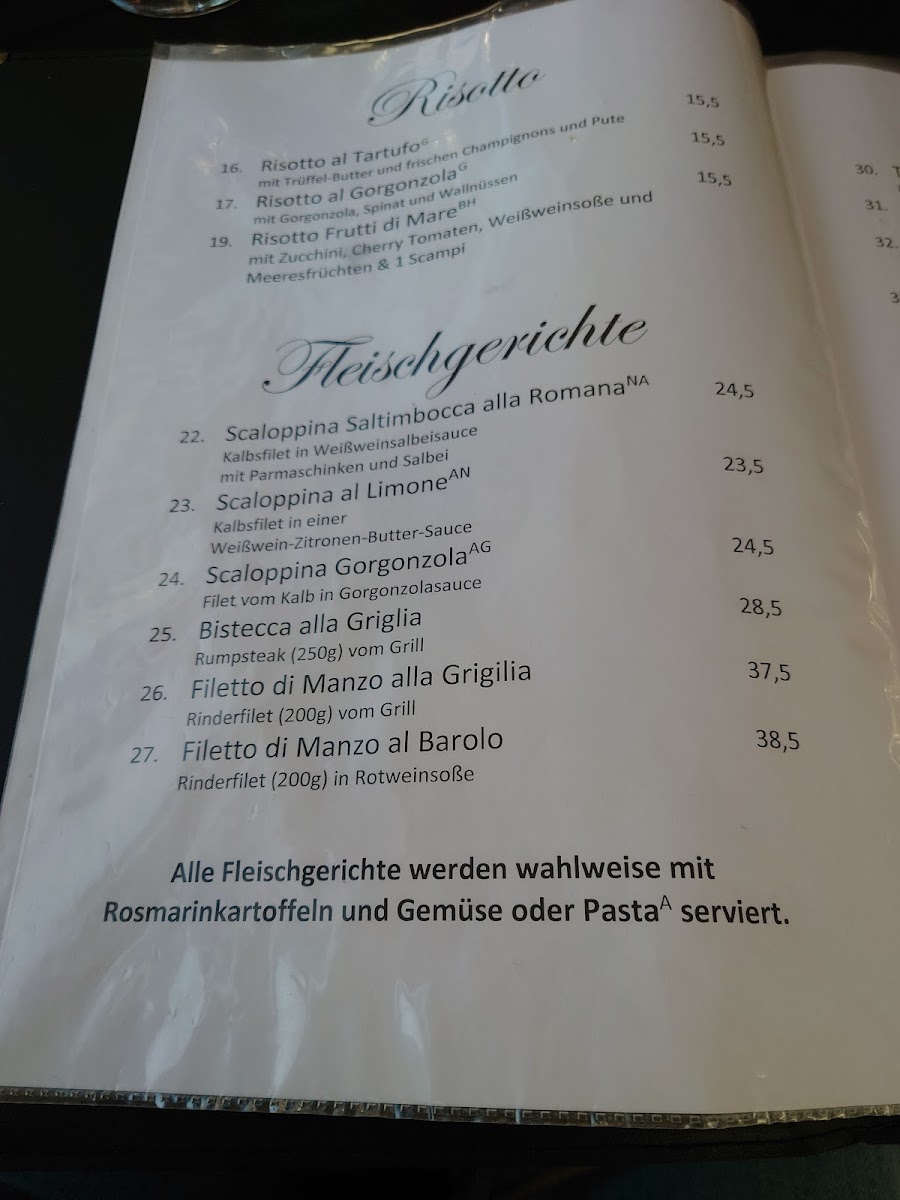 Risotto
16. Risotto al Tartufo^G 15,5
mit Trüffel-Butter und frischen Champignons und Pute
17. Risotto al Gorgonzola^G 15,5
mit Gorgonzola, Spinat und Wallnüssen
19. Risotto Frutti di Mare^BH 15,5
mit Zucchini, Cherry Tomaten, Weißweinsoße und
Meeresfrüchten & 1 Scampi
Fleischgerichte
22. Scaloppina Saltimbocca alla Romana^NA 24,5
Kalbsfilet in Weißweinsalbeisauce
mit Parmaschinken und Salbei
23. Scaloppina al Limone^AN 23,5
Kalbsfilet in einer
Weißwein-Zitronen-Butter-Sauce
24. Scaloppina Gorgonzola^AG 24,5
Filet vom Kalb in Gorgonzolasauce
25. Bistecca alla Griglia 28,5
Rumpsteak (250g) vom Grill
26. Filetto di Manzo alla Grigilia 37,5
Rinderfilet (200g) vom Grill
27. Filetto di Manzo al Barolo 38,5
Rinderfilet (200g) in Rotweinsoße
Alle Fleischgerichte werden wahlweise mit
Rosmarinkartoffeln und Gemüse oder Pasta^A serviert.
30.
31.
32.